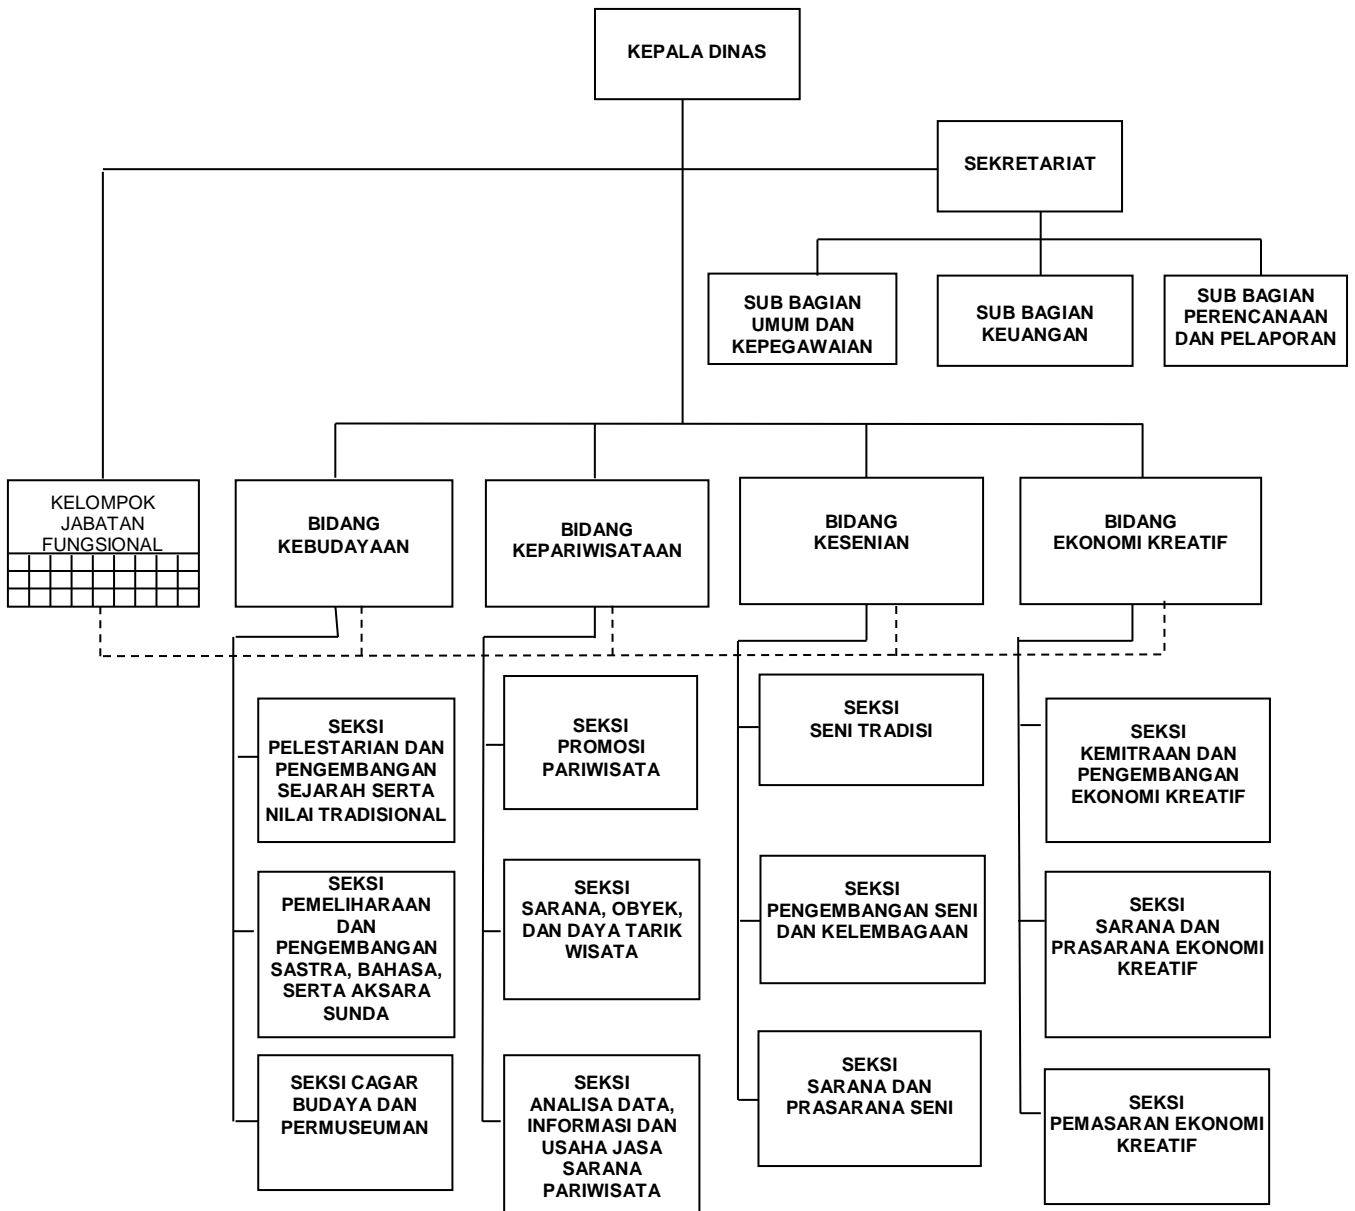 KEPALA DINAS
SEKRETARIAT
SUB BAGIAN
UMUM DAN
KEPEGAWAIAN
SUB BAGIAN
KEUANGAN
SUB BAGIAN
PERENCANAAN
DAN PELAPORAN
KELOMPOK
JABATAN
FUNGSIONAL
BIDANG
KEBUDAYAAN
BIDANG
KEPARIWISATAAN
BIDANG
KESENIAN
BIDANG
EKONOMI KREATIF
SEKSI
PELESTARIAN DAN
PENGEMBANGAN
SEJARAH SERTA
NILAI TRADISIONAL
SEKSI
PEMELIHARAAN
DAN
PENGEMBANGAN
SASTRA, BAHASA,
SERTA AKSARA
SUNDA
SEKSI CAGAR
BUDAYA DAN
PERMUSEUMAN
SEKSI
PROMOSI
PARIWISATA
SEKSI
SARANA, OBYEK,
DAN DAYA TARIK
WISATA
SEKSI
ANALISA DATA,
INFORMASI DAN
USAHA JASA
SARANA
PARIWISATA
SEKSI
SENI TRADISI
SEKSI
PENGEMBANGAN SENI
DAN KELEMBAGAAN
SEKSI
SARANA DAN
PRASARANA SENI
SEKSI
KEMITRAAN DAN
PENGEMBANGAN
EKONOMI KREATIF
SEKSI
SARANA DAN
PRASARANA EKONOMI
KREATIF
SEKSI
PEMASARAN EKONOMI
KREATIF